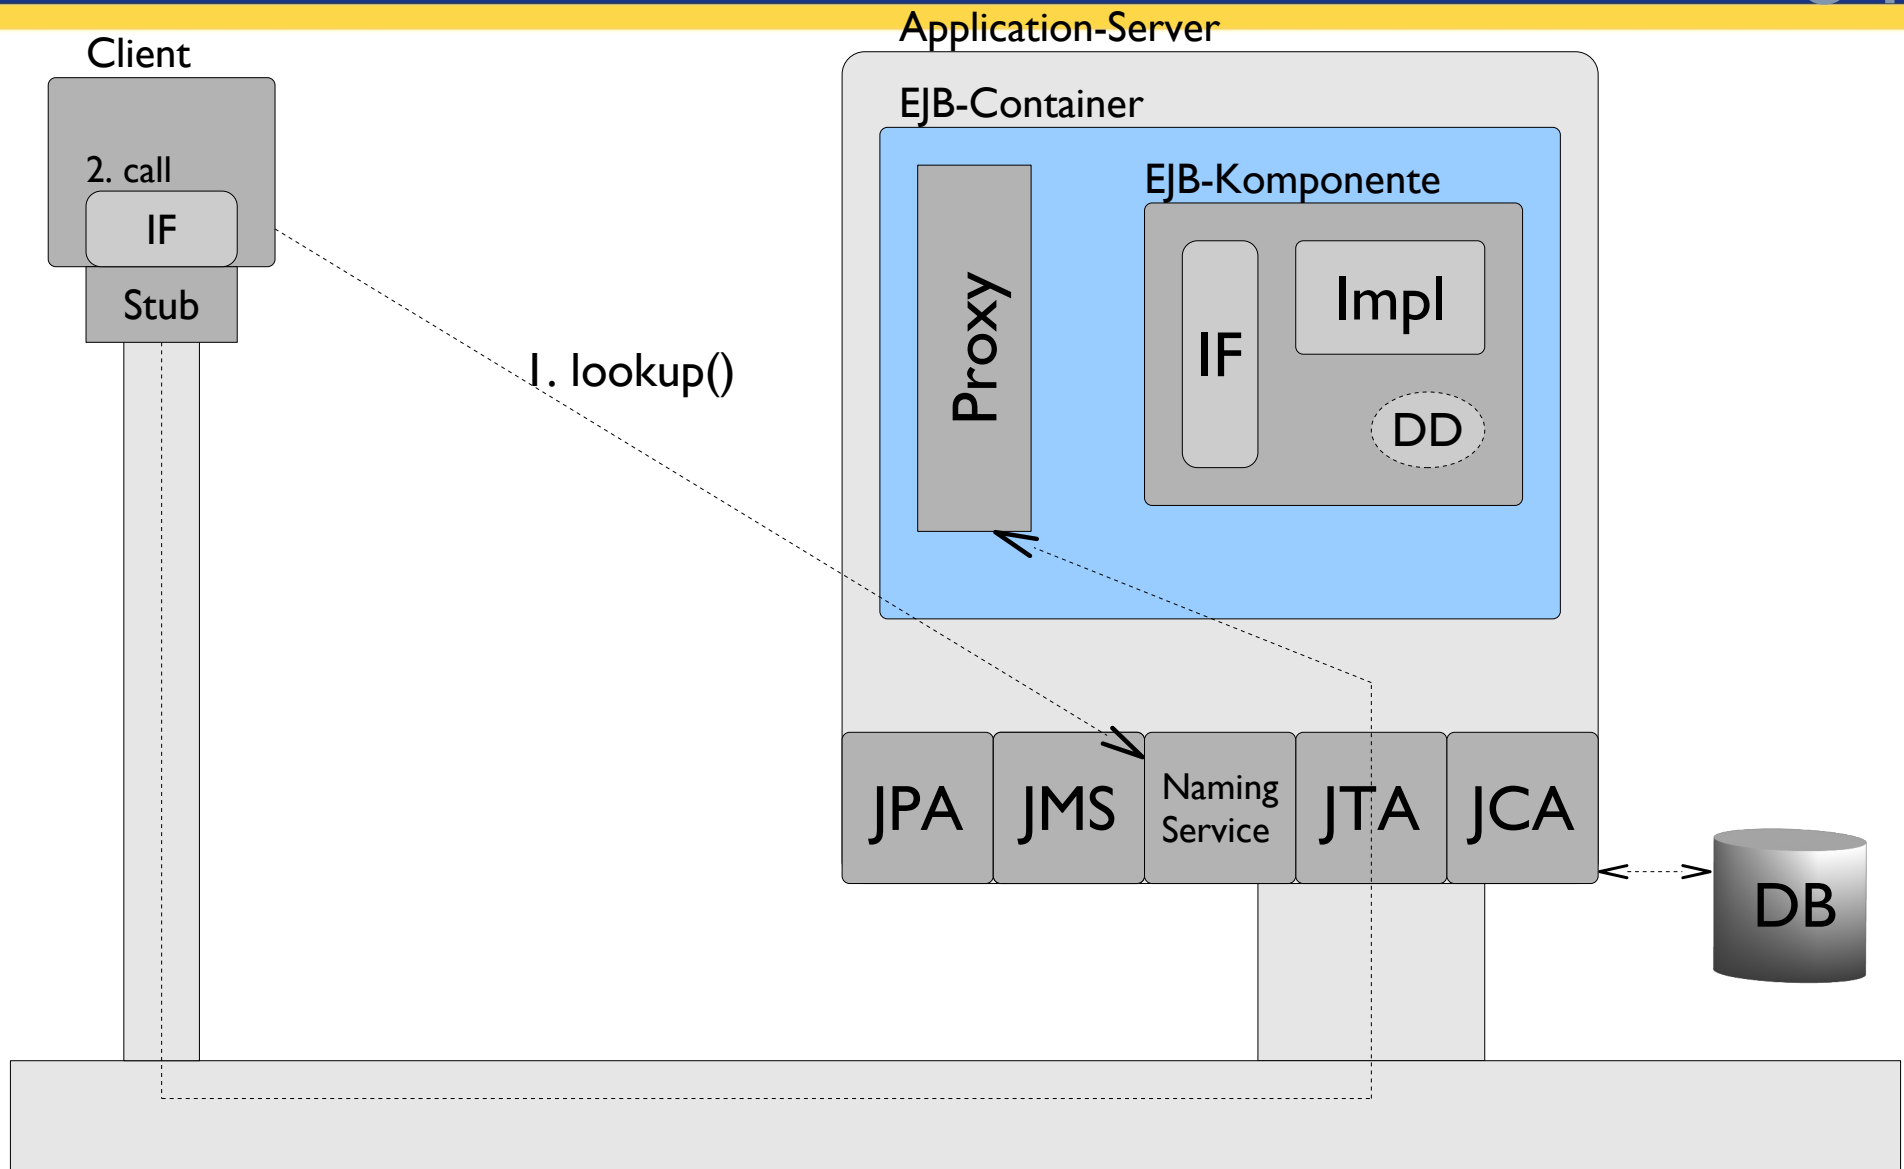 Application-Server
Client
EJB-Container
2. call
EJB-Komponente
IF
Stub
Proxy
IF
Impl
DD
1. lookup()
JPA
JMS
Naming
Service
JTA
JCA
DB